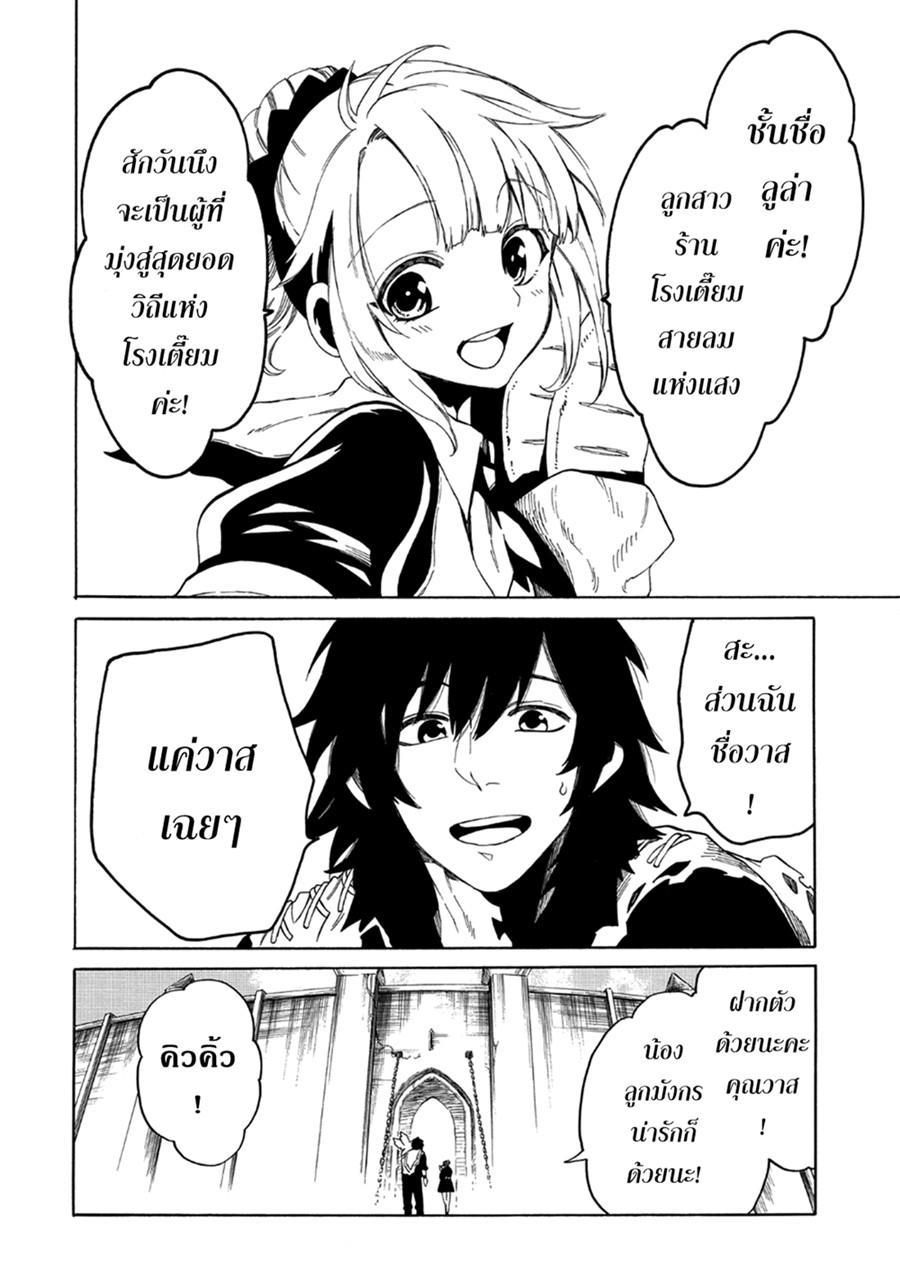 ชั้นชื่อ
ลูล่า
ค่ะ!
ลูกสาว
ร้าน
โรงเตี๊ยม
สายลม
แห่งแสง
สักวันนึง
จะเป็นผู้ที่
มุ่งสู่สุดยอด
วิถีแห่ง
โรงเตี๊ยม
ค่ะ!
สะ...
ส่วนฉัน
ชื่อวาส
!
แค่วาส
เฉยๆ
ฝากตัว
ด้วยนะคะ
คุณวาส
!
น้อง
ลูกมังกร
น่ารักก็
ด้วยนะ!
คิวคิ้ว
!